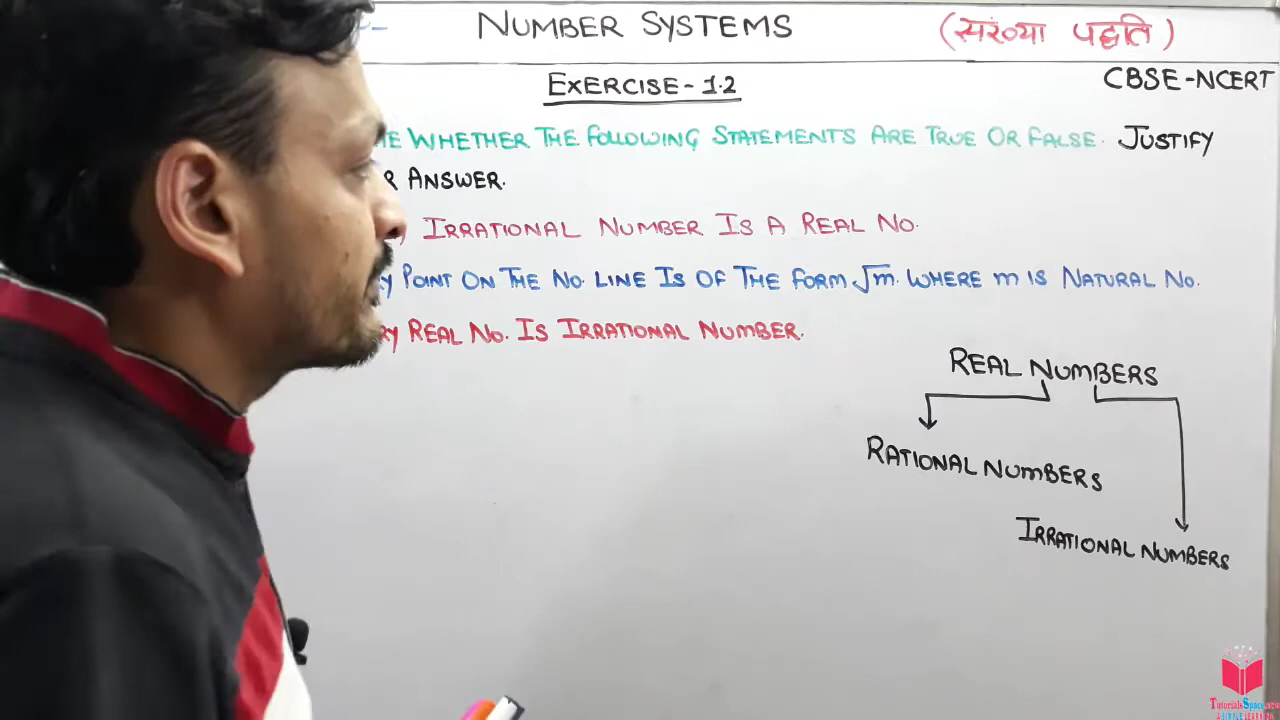 NUMBER SYSTEMS (संख्या पद्धति)
EXERCISE-1.2 CBSE-NCERT
WHETHER THE FOLLOWING STATEMENTS ARE TRUE OR FALSE. JUSTIFY
ANSWER.
IRRATIONAL NUMBER IS A REAL NO.
POINT ON THE NO. LINE IS OF THE FORM √m. WHERE m IS NATURAL NO.
REAL NO. IS IRRATIONAL NUMBER.
REAL NUMBERS
RATIONAL NUMBERS
IRRATIONAL NUMBERS